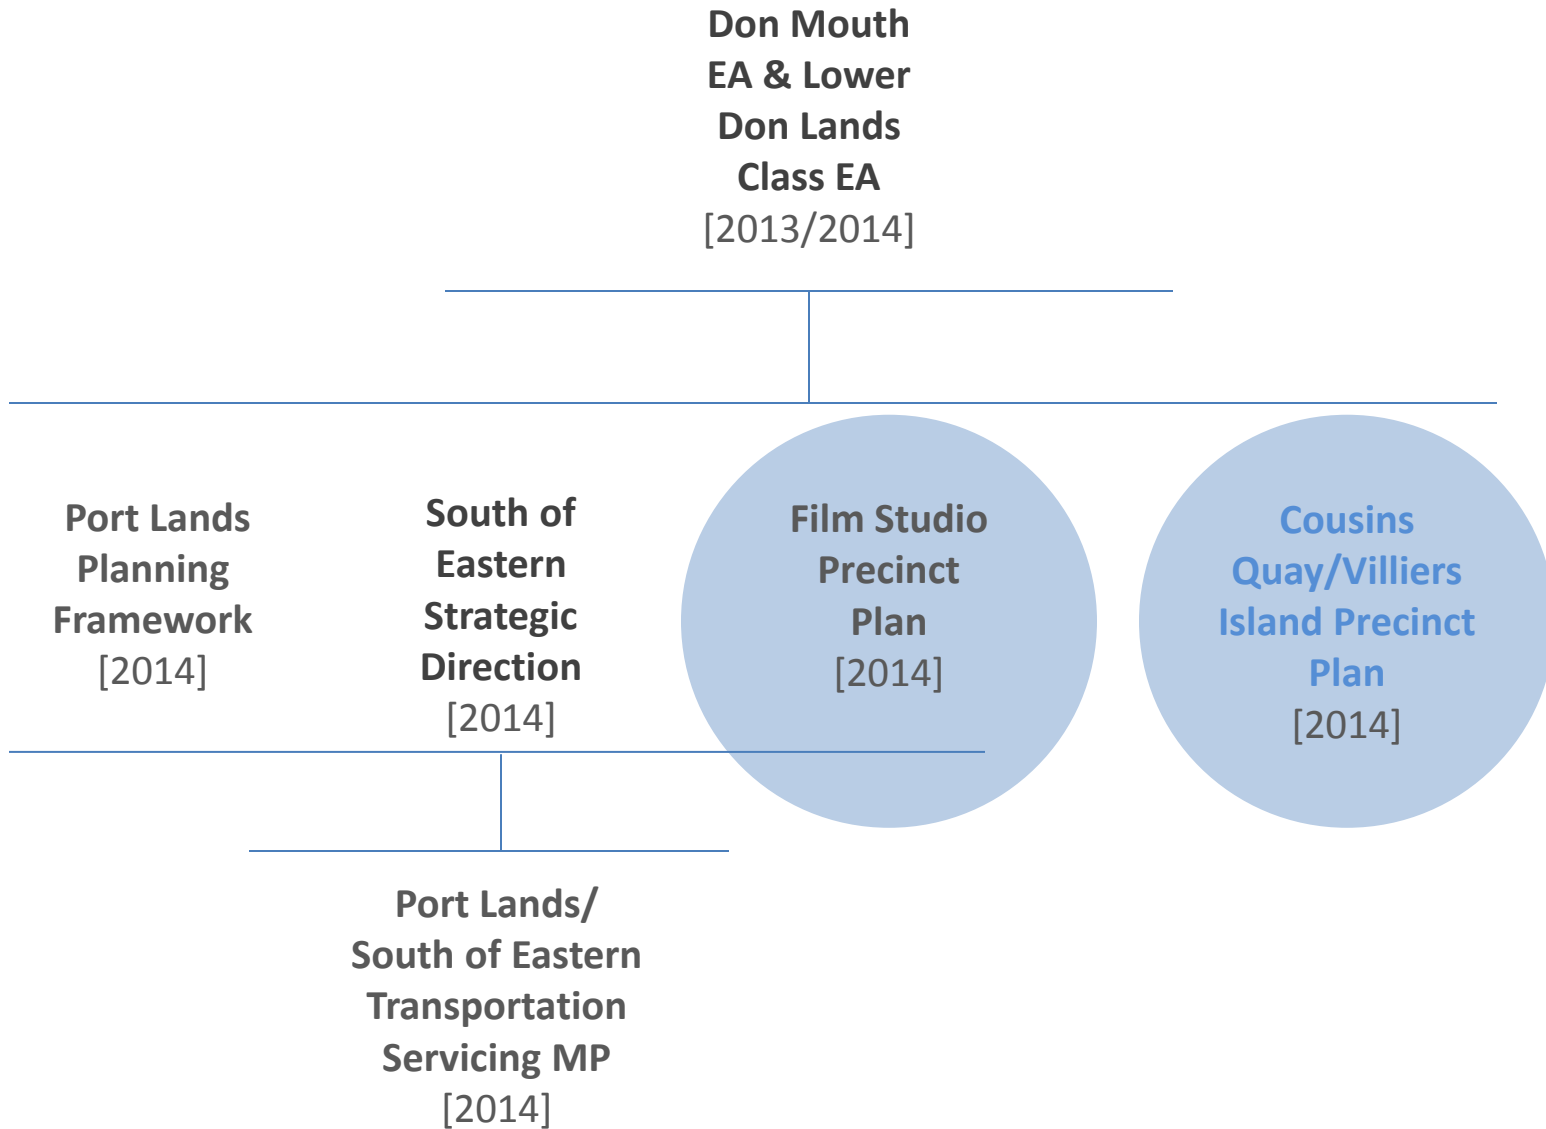 Don Mouth
EA & Lower
Don Lands
Class EA
[2013/2014]
Port Lands
Planning
Framework
[2014]
South of
Eastern
Strategic
Direction
[2014]
Film Studio
Precinct
Plan
[2014]
Cousins
Quay/Villiers
Island Precinct
Plan
[2014]
Port Lands/
South of Eastern
Transportation
Servicing MP
[2014]